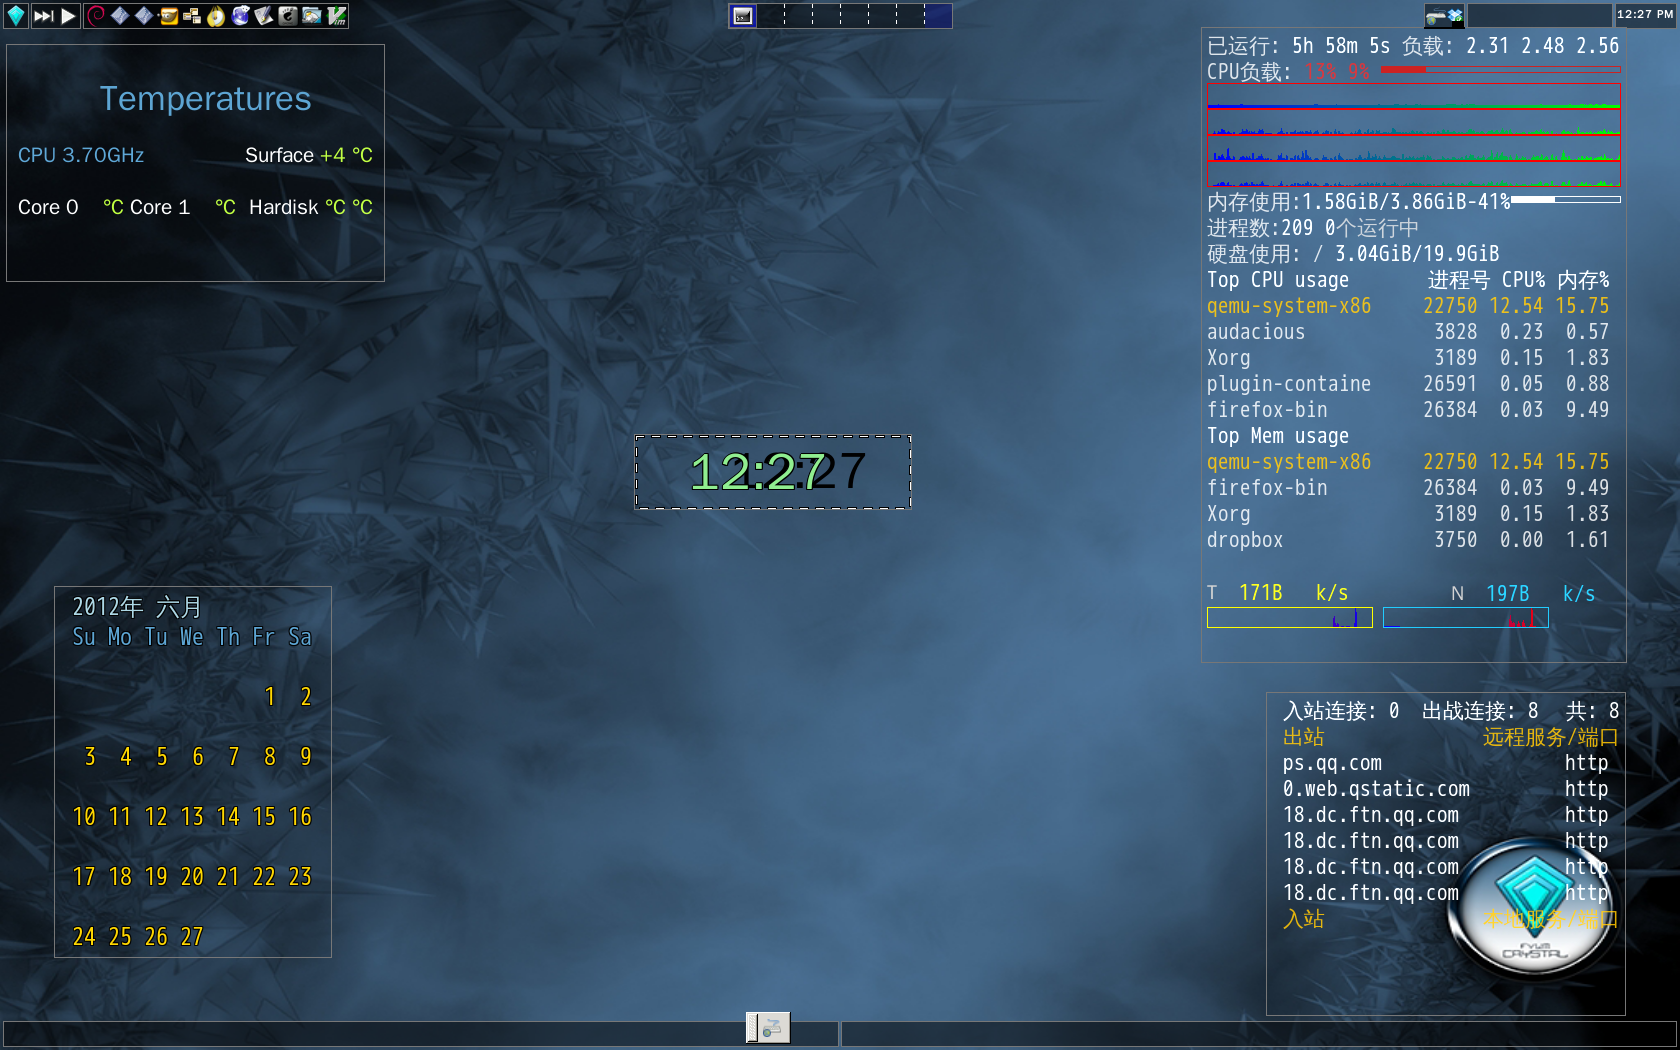 12:27 PM
Temperatures
CPU 3.70GHz Surface +4 ℃
Core 0 ℃ Core 1 ℃ Hardisk ℃ ℃
已运行: 5h 58m 5s 负载: 2.31 2.48 2.56
CPU负载: 13% 9%
内存使用:1.58GiB/3.86GiB-41%
进程数:209 0个运行中
硬盘使用: / 3.04GiB/19.9GiB
Top CPU usage 进程号 CPU% 内存%
qemu-system-x86 22750 12.54 15.75
audacious 3828 0.23 0.57
Xorg 3189 0.15 1.83
plugin-containe 26591 0.05 0.88
firefox-bin 26384 0.03 9.49
Top Mem usage
qemu-system-x86 22750 12.54 15.75
firefox-bin 26384 0.03 9.49
Xorg 3189 0.15 1.83
dropbox 3750 0.00 1.61
T 171B k/s N 197B k/s
12:27
2012年 六月
Su Mo Tu We Th Fr Sa
1 2
3 4 5 6 7 8 9
10 11 12 13 14 15 16
17 18 19 20 21 22 23
24 25 26 27
入站连接: 0 出战连接: 8 共: 8
出站 远程服务/端口
ps.qq.com http
0.web.qstatic.com http
18.dc.ftn.qq.com http
18.dc.ftn.qq.com http
18.dc.ftn.qq.com http
18.dc.ftn.qq.com http
入站 本地服务/端口
CRYSTAL